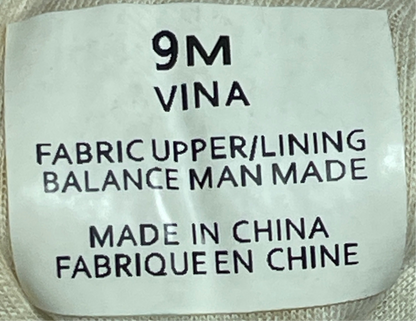 9M
VINA
FABRIC UPPER/LINING
BALANCE MAN MADE
MADE IN CHINA
FABRIQUE EN CHINE